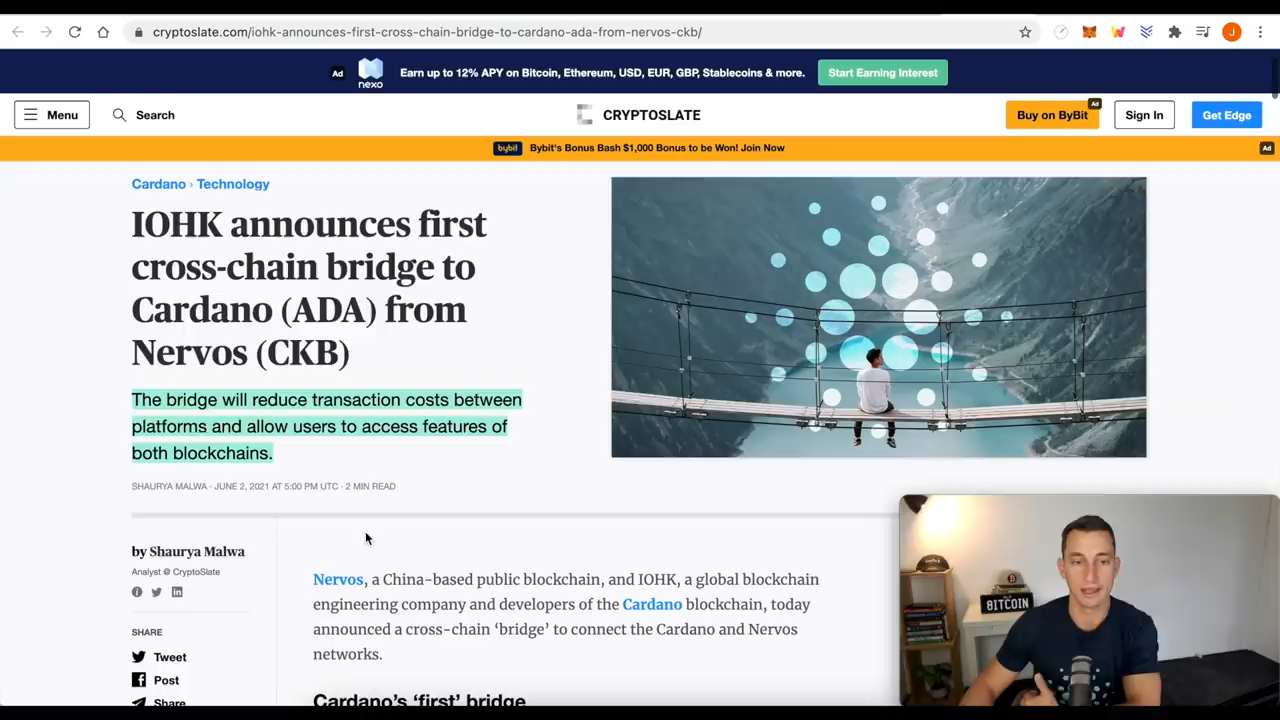 cryptoslate.com/iohk-announces-first-cross-chain-bridge-to-cardano-ada-from-nervos-ckb/
J
Ad
nexo
Earn up to 12% APY on Bitcoin, Ethereum, USD, EUR, GBP, Stablecoins & more.
Start Earning Interest
Menu
Search
CRYPTOSLATE
Buy on ByBit
Ad
Sign In
Get Edge
bybit
Bybit's Bonus Bash $1,000 Bonus to be Won! Join Now
Ad
Cardano › Technology
IOHK announces first
cross-chain bridge to
Cardano (ADA) from
Nervos (CKB)
The bridge will reduce transaction costs between
platforms and allow users to access features of
both blockchains.
SHAURYA MALWA · JUNE 2, 2021 AT 5:00 PM UTC · 2 MIN READ
by Shaurya Malwa
Analyst @ CryptoSlate
SHARE
Tweet
Post
Share
Nervos, a China-based public blockchain, and IOHK, a global blockchain
engineering company and developers of the Cardano blockchain, today
announced a cross-chain ‘bridge’ to connect the Cardano and Nervos
networks.
Cardano’s ‘first’ bridge
BITCOIN